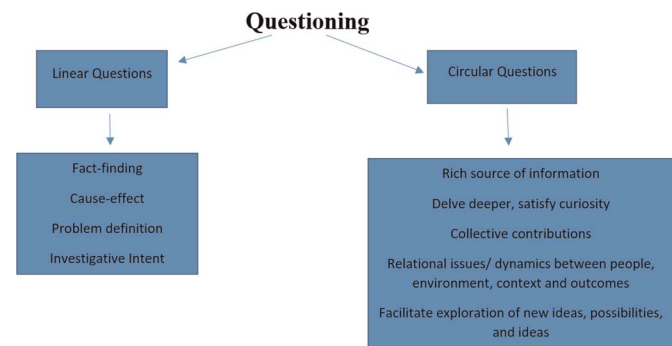 Questioning
Linear Questions
Circular Questions
Fact-finding
Cause-effect
Problem definition
Investigative Intent
Rich source of information
Delve deeper, satisfy curiosity
Collective contributions
Relational issues/ dynamics between people,
environment, context and outcomes
Facilitate exploration of new ideas, possibilities,
and ideas